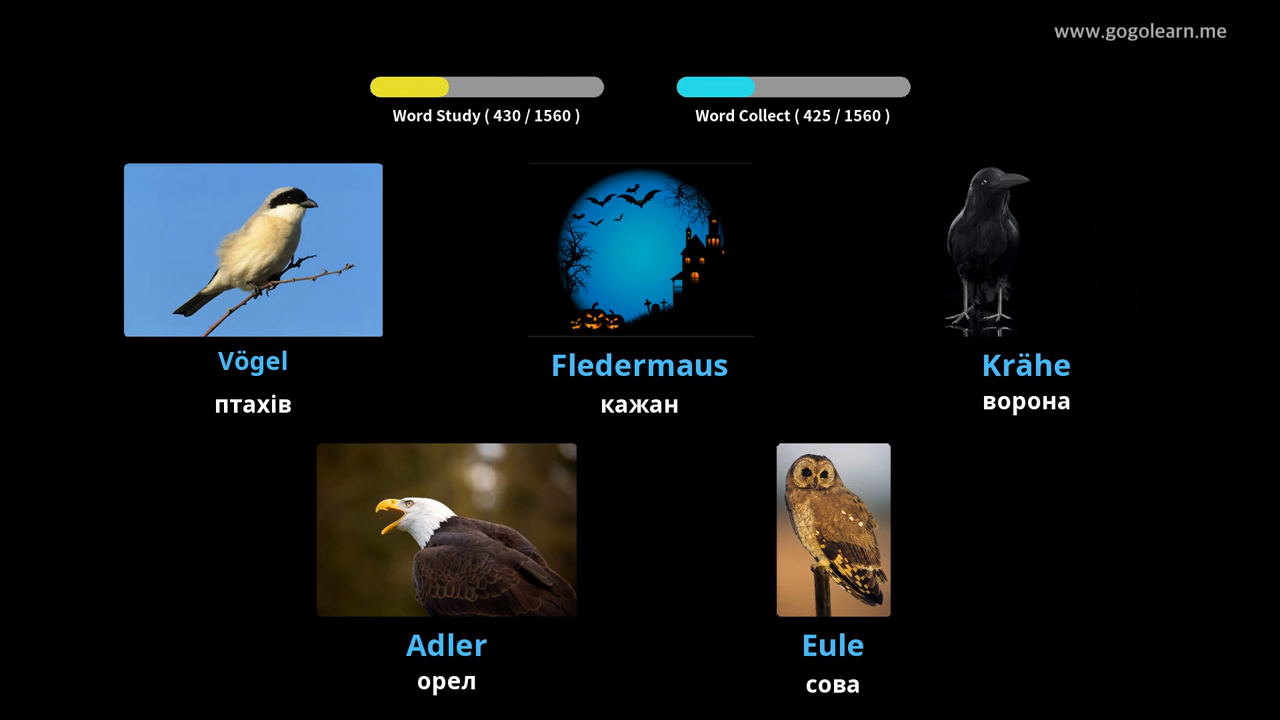 www.gogolearn.me
Word Study ( 430 / 1560 )
Word Collect ( 425 / 1560 )
Vögel
птахів
Fledermaus
кажан
Krähe
ворона
Adler
орел
Eule
сова